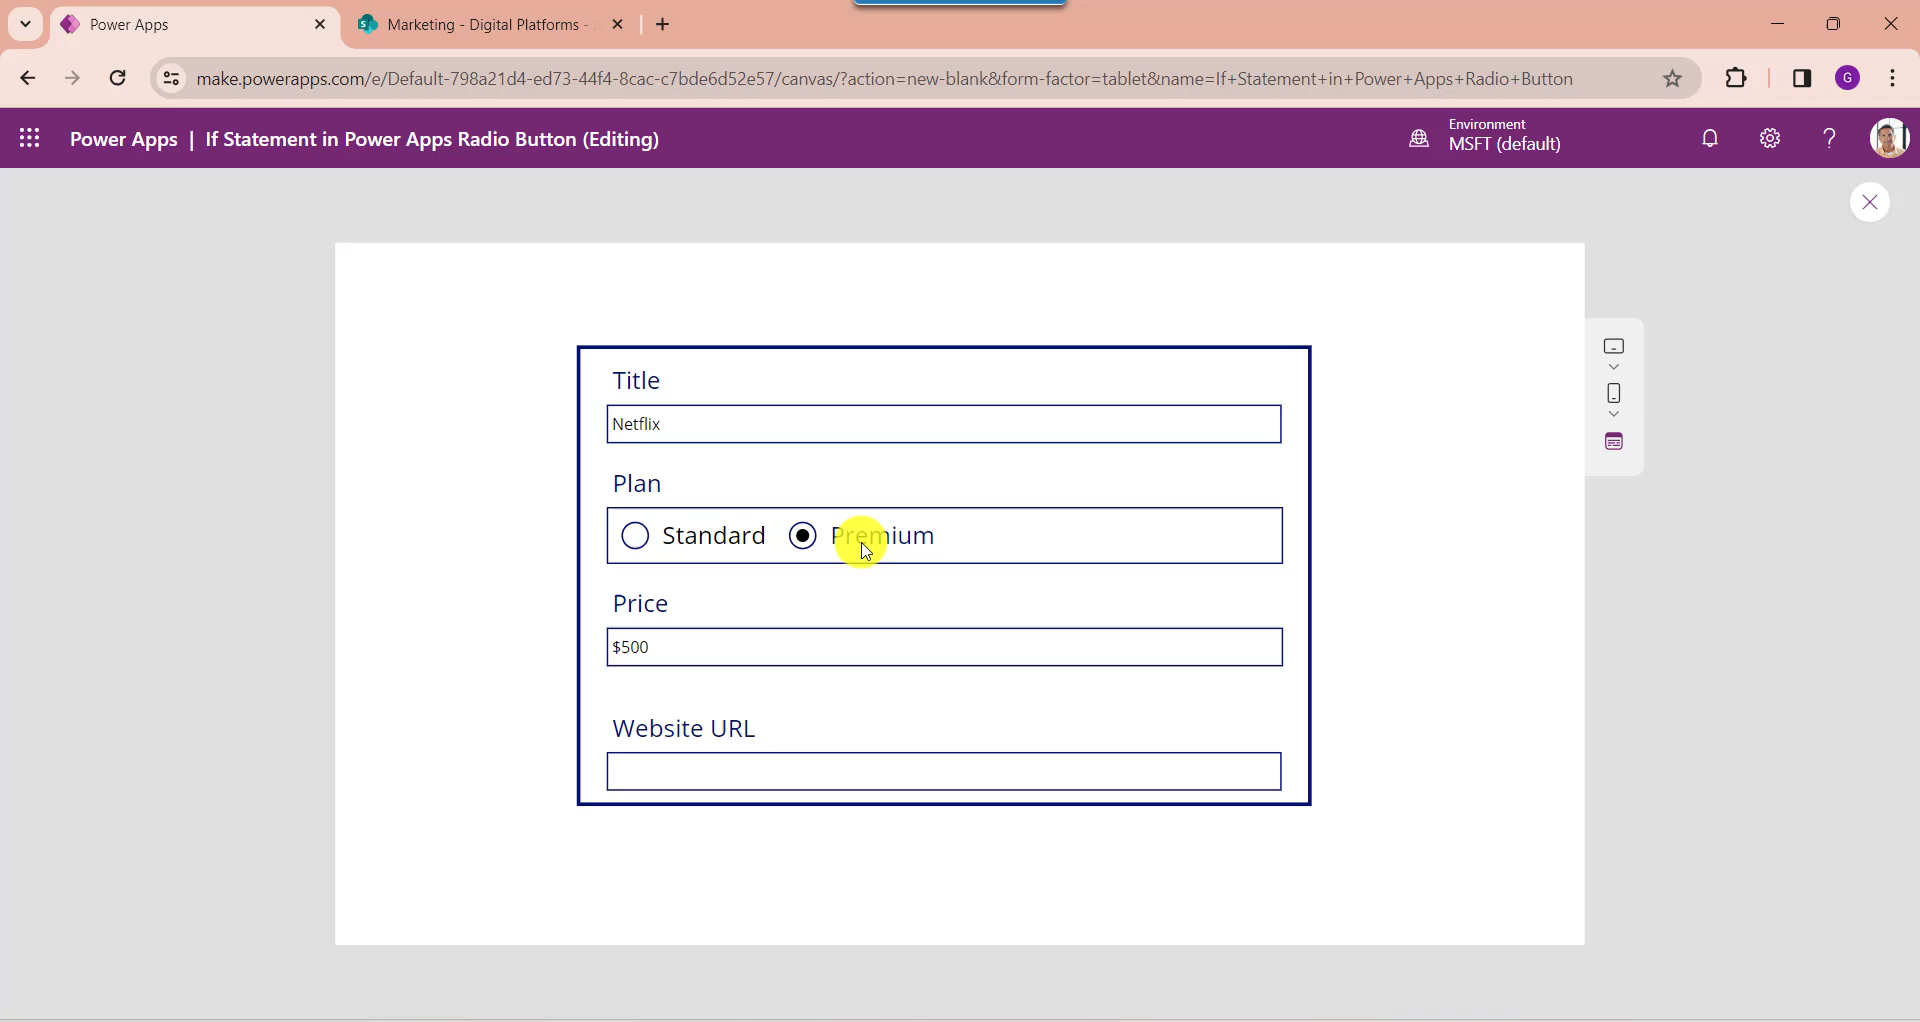 Power Apps
Marketing - Digital Platforms -
make.powerapps.com/e/Default-798a21d4-ed73-44f4-8cac-c7bde6d52e57/canvas/?action=new-blank&form-factor=tablet&name=If+Statement+in+Power+Apps+Radio+Button
G
Power Apps | If Statement in Power Apps Radio Button (Editing)
Environment
MSFT (default)
Title
Netflix
Plan
Standard
Premium
Price
$500
Website URL